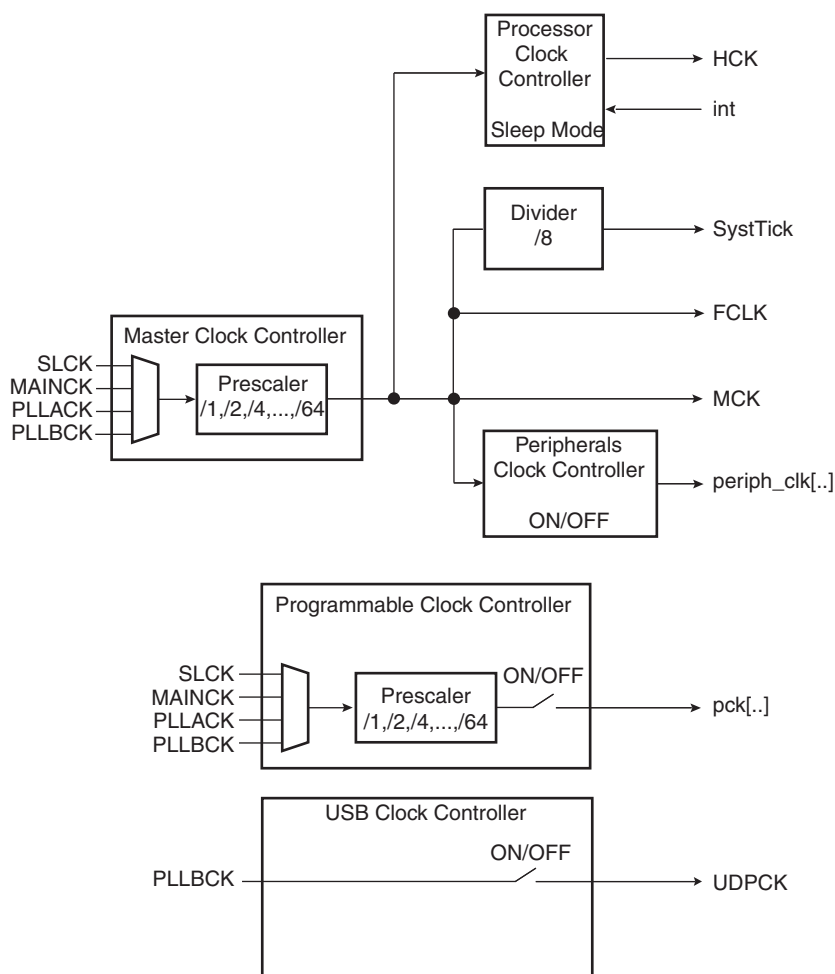 Processor
Clock
Controller
Sleep Mode
HCK
int
Divider
/8
SystTick
FCLK
Master Clock Controller
SLCK
MAINCK
PLLACK
PLLBCK
Prescaler
/1,/2,/4,...,/64
MCK
Peripherals
Clock Controller
ON/OFF
periph_clk[..]
Programmable Clock Controller
SLCK
MAINCK
PLLACK
PLLBCK
Prescaler
/1,/2,/4,...,/64
ON/OFF
pck[..]
USB Clock Controller
PLLBCK
ON/OFF
UDPCK